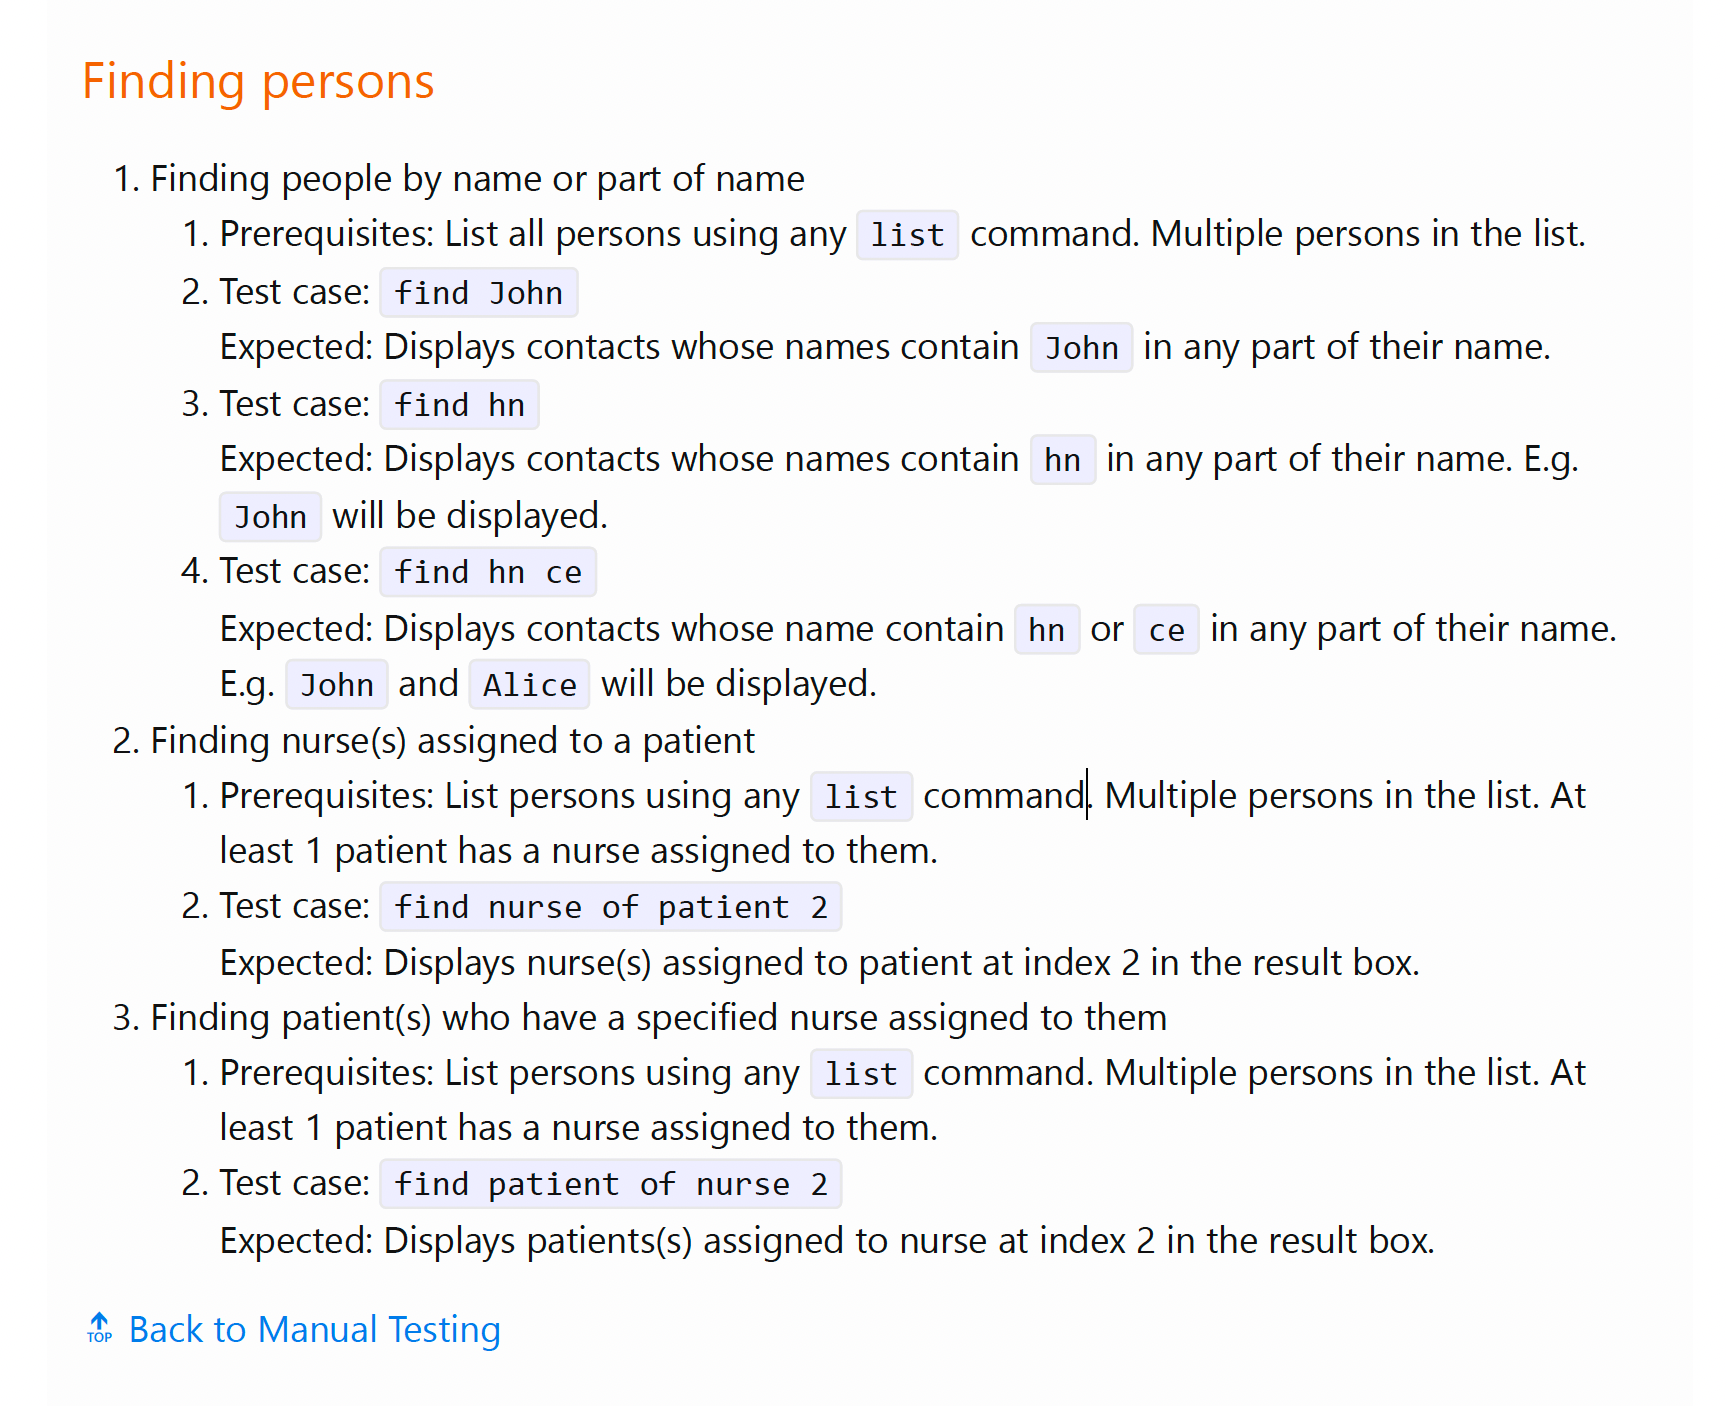 Finding persons
1. Finding people by name or part of name
1. Prerequisites: List all persons using any list command. Multiple persons in the list.
2. Test case: find John
Expected: Displays contacts whose names contain John in any part of their name.
3. Test case: find hn
Expected: Displays contacts whose names contain hn in any part of their name. E.g.
John will be displayed.
4. Test case: find hn ce
Expected: Displays contacts whose name contain hn or ce in any part of their name.
E.g. John and Alice will be displayed.
2. Finding nurse(s) assigned to a patient
1. Prerequisites: List persons using any list command. Multiple persons in the list. At
least 1 patient has a nurse assigned to them.
2. Test case: find nurse of patient 2
Expected: Displays nurse(s) assigned to patient at index 2 in the result box.
3. Finding patient(s) who have a specified nurse assigned to them
1. Prerequisites: List persons using any list command. Multiple persons in the list. At
least 1 patient has a nurse assigned to them.
2. Test case: find patient of nurse 2
Expected: Displays patients(s) assigned to nurse at index 2 in the result box.
TOP Back to Manual Testing